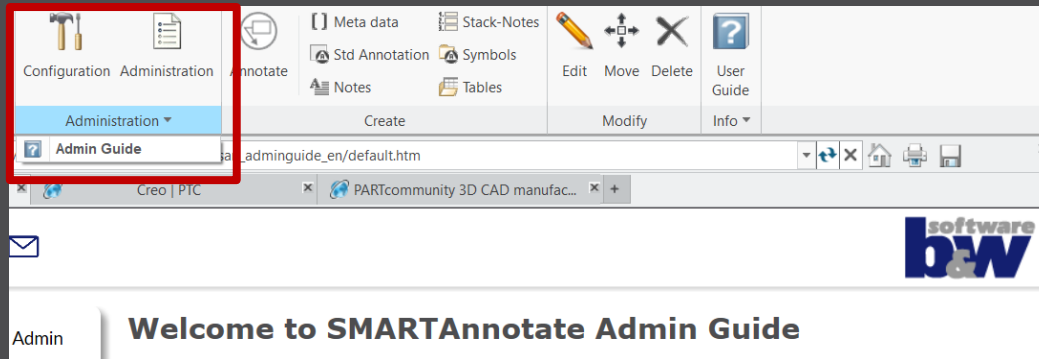 [ ] Meta data
Stack-Notes
Std Annotation
Symbols
Configuration
Administration
Annotate
Edit
Move
Delete
User
Guide
Notes
Tables
Administration
Create
Modify
Info
Admin Guide
_adminguide_en/default.htm
Creo | PTC
PARTcommunity 3D CAD manufac...
software
b&W
Admin
Welcome to SMARTAnnotate Admin Guide